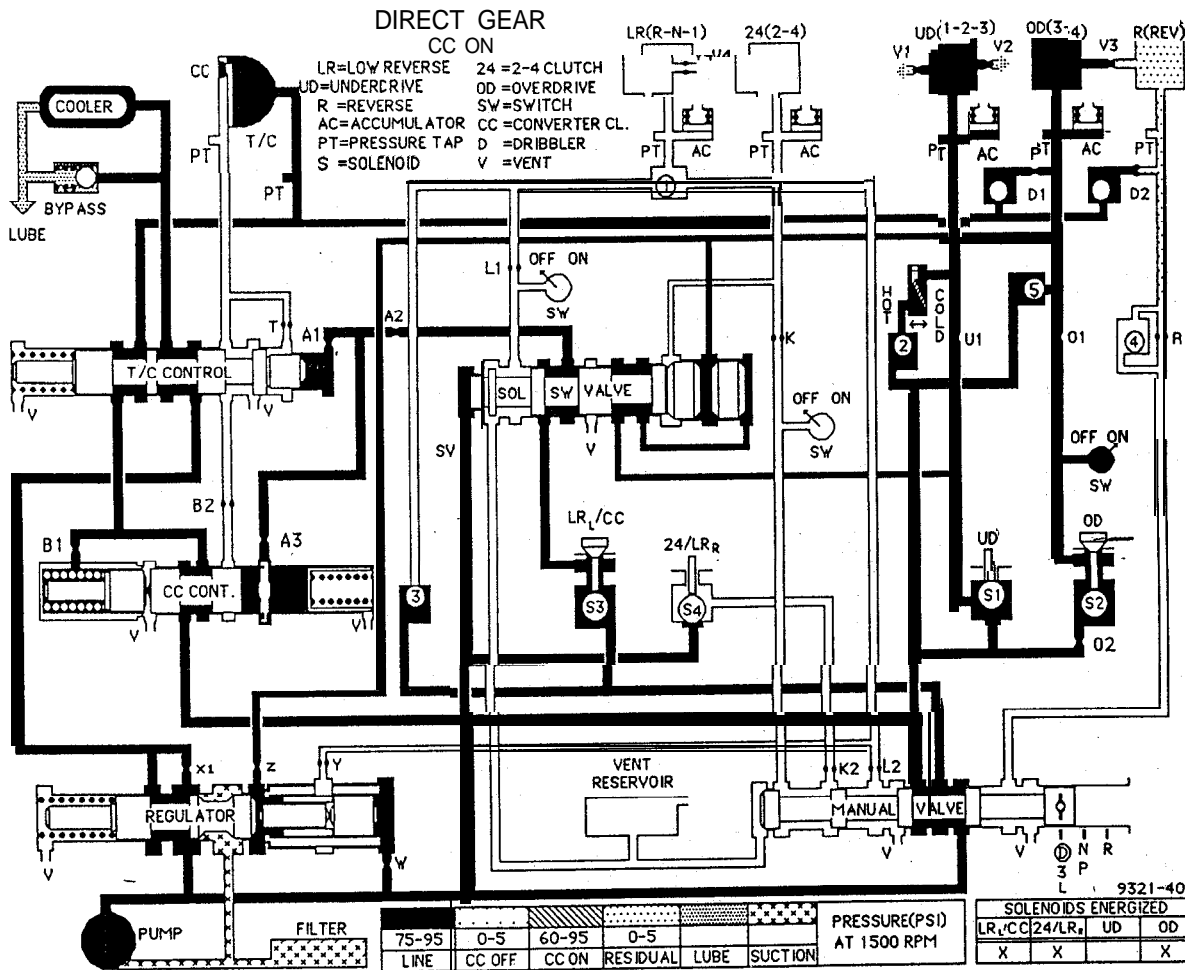 DIRECT GEAR
CC ON
LR=LOW REVERSE 24 =2-4 CLUTCH
UD=UNDERDRIVE OD =OVERDRIVE
R =REVERSE SW=SWITCH
AC=ACCUMULATOR CC =CONVERTER CL.
PT=PRESSURE TAP D =DRIBBLER
S =SOLENOID V =VENT
LR(R-N-1)
24(2-4)
UD(1-2-3)
OD(3-4)
R(REV)
V1
V2
V3
V4
CC
COOLER
T/C
PT
PT
BYPASS
LUBE
PT
AC
PT
AC
PT
AC
PT
AC
PT
D1
D2
1
L1
OFF ON
SW
HOT
COLD
5
2
U1
O1
4
R
T
A1
A2
K
T/C CONTROL
V
V
SOL
SW
VALVE
V
OFF ON
SW
OFF ON
SW
SV
B2
A3
B1
CC CONT.
V
V
LRL/CC
24/LRR
UD
OD
3
S3
S4
S1
S2
O2
X1
Z
Y
VENT
RESERVOIR
K2
L2
REGULATOR
V
W
MANUAL
VALVE
V
V
D
3
L
N
P
R
9321-40
PUMP
FILTER
75-95 0-5 60-95 0-5
LINE CC OFF CC ON RESIDUAL LUBE SUCTION
PRESSURE(PSI)
AT 1500 RPM
SOLENOIDS ENERGIZED
LRL/CC 24/LRR UD OD
X X X